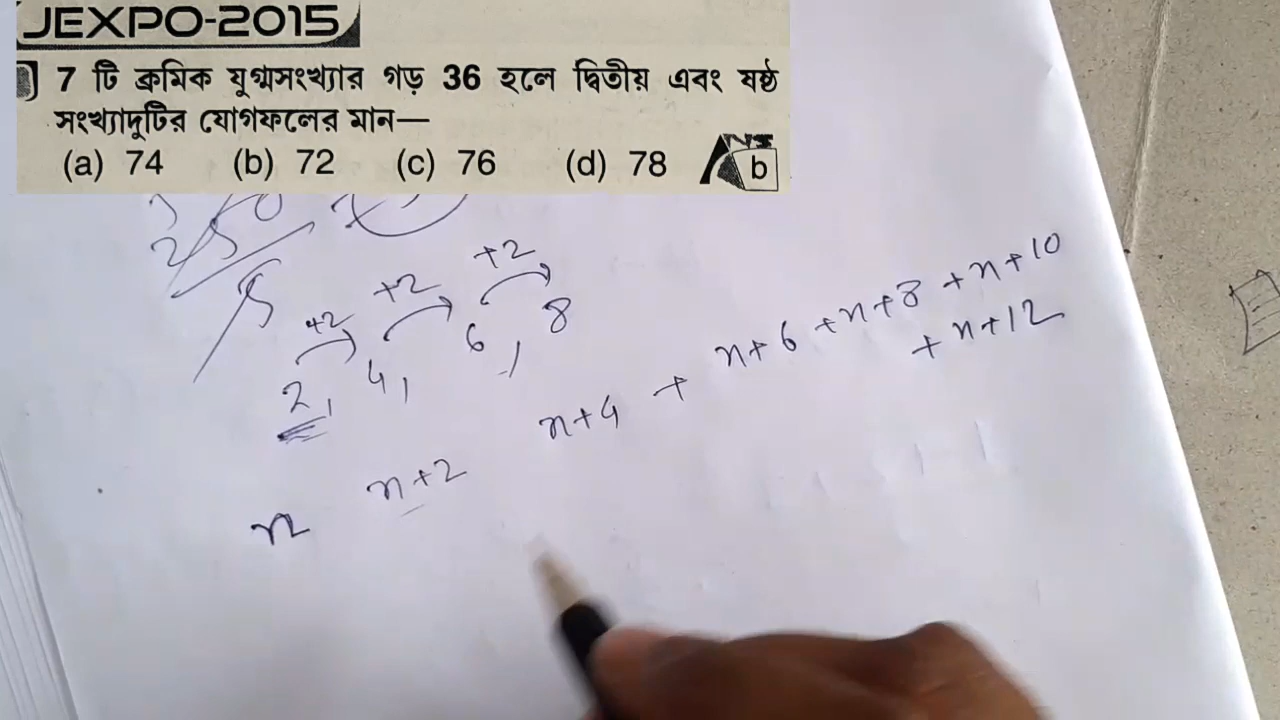 JEXPO-2015
7 টি ক্রমিক যুগ্মসংখ্যার গড় 36 হলে দ্বিতীয় এবং ষষ্ঠ
সংখ্যাদুটির যোগফলের মান—
(a) 74 (b) 72 (c) 76 (d) 78 ANS b
+2 +2 +2
2, 4, 6, 8
n n+2 n+4 + n+6 +n+8 +n+10
+ n+12